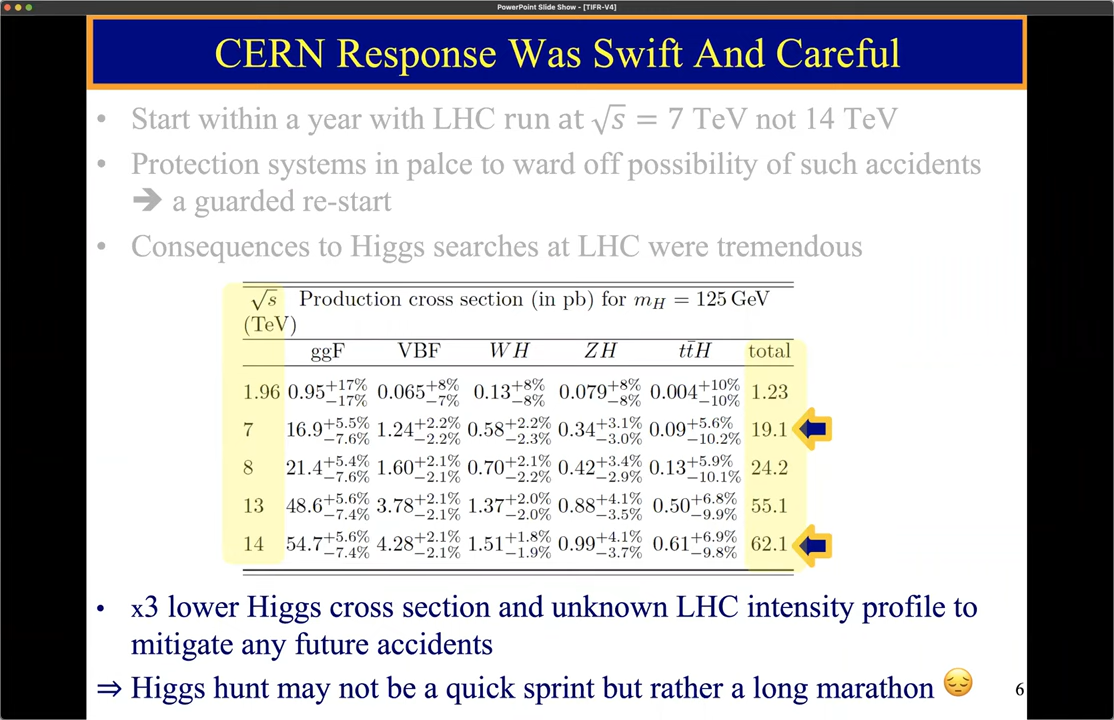 PowerPoint Slide Show - [TIFR-V4]
CERN Response Was Swift And Careful
• Start within a year with LHC run at √s = 7 TeV not 14 TeV
• Protection systems in palce to ward off possibility of such accidents
➔ a guarded re-start
• Consequences to Higgs searches at LHC were tremendous
√s Production cross section (in pb) for m_H = 125 GeV
(TeV)
ggF VBF WH ZH tt̄H total
1.96 0.95+17%−17% 0.065+8%−7% 0.13+8%−8% 0.079+8%−8% 0.004+10%−10% 1.23
7 16.9+5.5%−7.6% 1.24+2.2%−2.2% 0.58+2.2%−2.3% 0.34+3.1%−3.0% 0.09+5.6%−10.2% 19.1
8 21.4+5.4%−7.6% 1.60+2.1%−2.1% 0.70+2.1%−2.2% 0.42+3.4%−2.9% 0.13+5.9%−10.1% 24.2
13 48.6+5.6%−7.4% 3.78+2.1%−2.1% 1.37+2.0%−2.0% 0.88+4.1%−3.5% 0.50+6.8%−9.9% 55.1
14 54.7+5.6%−7.4% 4.28+2.1%−2.1% 1.51+1.8%−1.9% 0.99+4.1%−3.7% 0.61+6.9%−9.8% 62.1
• x3 lower Higgs cross section and unknown LHC intensity profile to
mitigate any future accidents
⇒ Higgs hunt may not be a quick sprint but rather a long marathon 😔
6